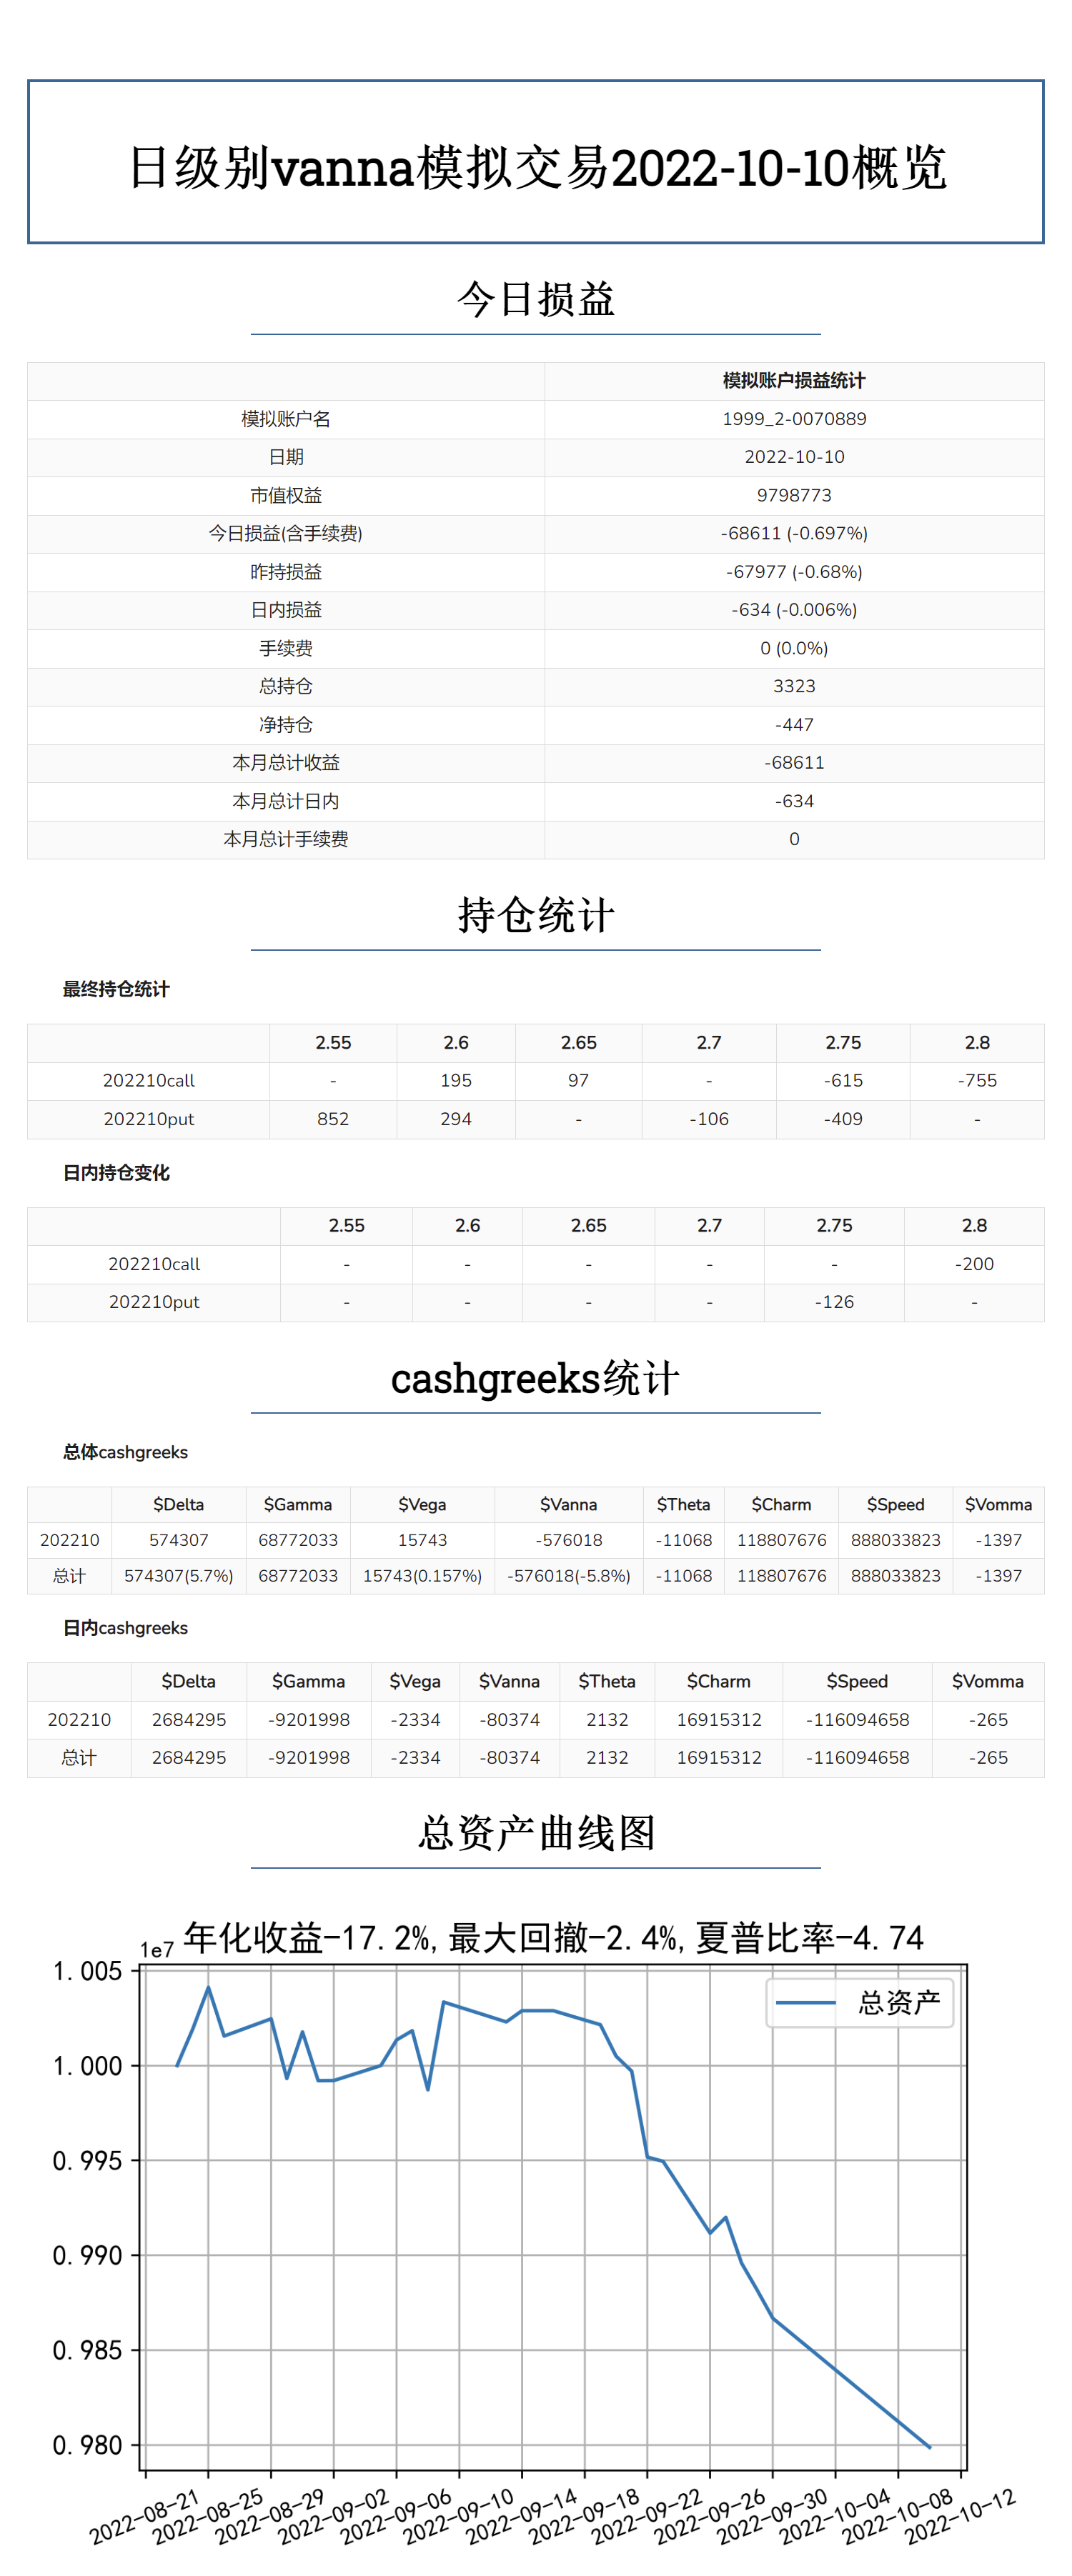 日级别vanna模拟交易2022-10-10概览
今日损益
模拟账户损益统计
模拟账户名 1999_2-0070889
日期 2022-10-10
市值权益 9798773
今日损益(含手续费) -68611 (-0.697%)
昨持损益 -67977 (-0.68%)
日内损益 -634 (-0.006%)
手续费 0 (0.0%)
总持仓 3323
净持仓 -447
本月总计收益 -68611
本月总计日内 -634
本月总计手续费 0
持仓统计
最终持仓统计
2.55 2.6 2.65 2.7 2.75 2.8
202210call - 195 97 - -615 -755
202210put 852 294 - -106 -409 -
日内持仓变化
2.55 2.6 2.65 2.7 2.75 2.8
202210call - - - - - -200
202210put - - - - -126 -
cashgreeks统计
总体cashgreeks
$Delta $Gamma $Vega $Vanna $Theta $Charm $Speed $Vomma
202210 574307 68772033 15743 -576018 -11068 118807676 888033823 -1397
总计 574307(5.7%) 68772033 15743(0.157%) -576018(-5.8%) -11068 118807676 888033823 -1397
日内cashgreeks
$Delta $Gamma $Vega $Vanna $Theta $Charm $Speed $Vomma
202210 2684295 -9201998 -2334 -80374 2132 16915312 -116094658 -265
总计 2684295 -9201998 -2334 -80374 2132 16915312 -116094658 -265
总资产曲线图
1e7 年化收益-17.2%,最大回撤-2.4%,夏普比率-4.74
1.005
总资产
1.000
0.995
0.990
0.985
0.980
2022-08-21 2022-08-25 2022-08-29 2022-09-02 2022-09-06 2022-09-10 2022-09-14 2022-09-18 2022-09-22 2022-09-26 2022-09-30 2022-10-04 2022-10-08 2022-10-12